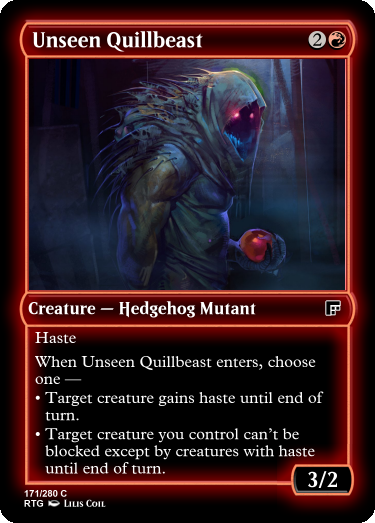 Unseen Quillbeast 2
Creature — Hedgehog Mutant
Haste
When Unseen Quillbeast enters, choose
one —
• Target creature gains haste until end of
turn.
• Target creature you control can't be
blocked except by creatures with haste
until end of turn.
3/2
171/280 C
RTG Lilis Coil